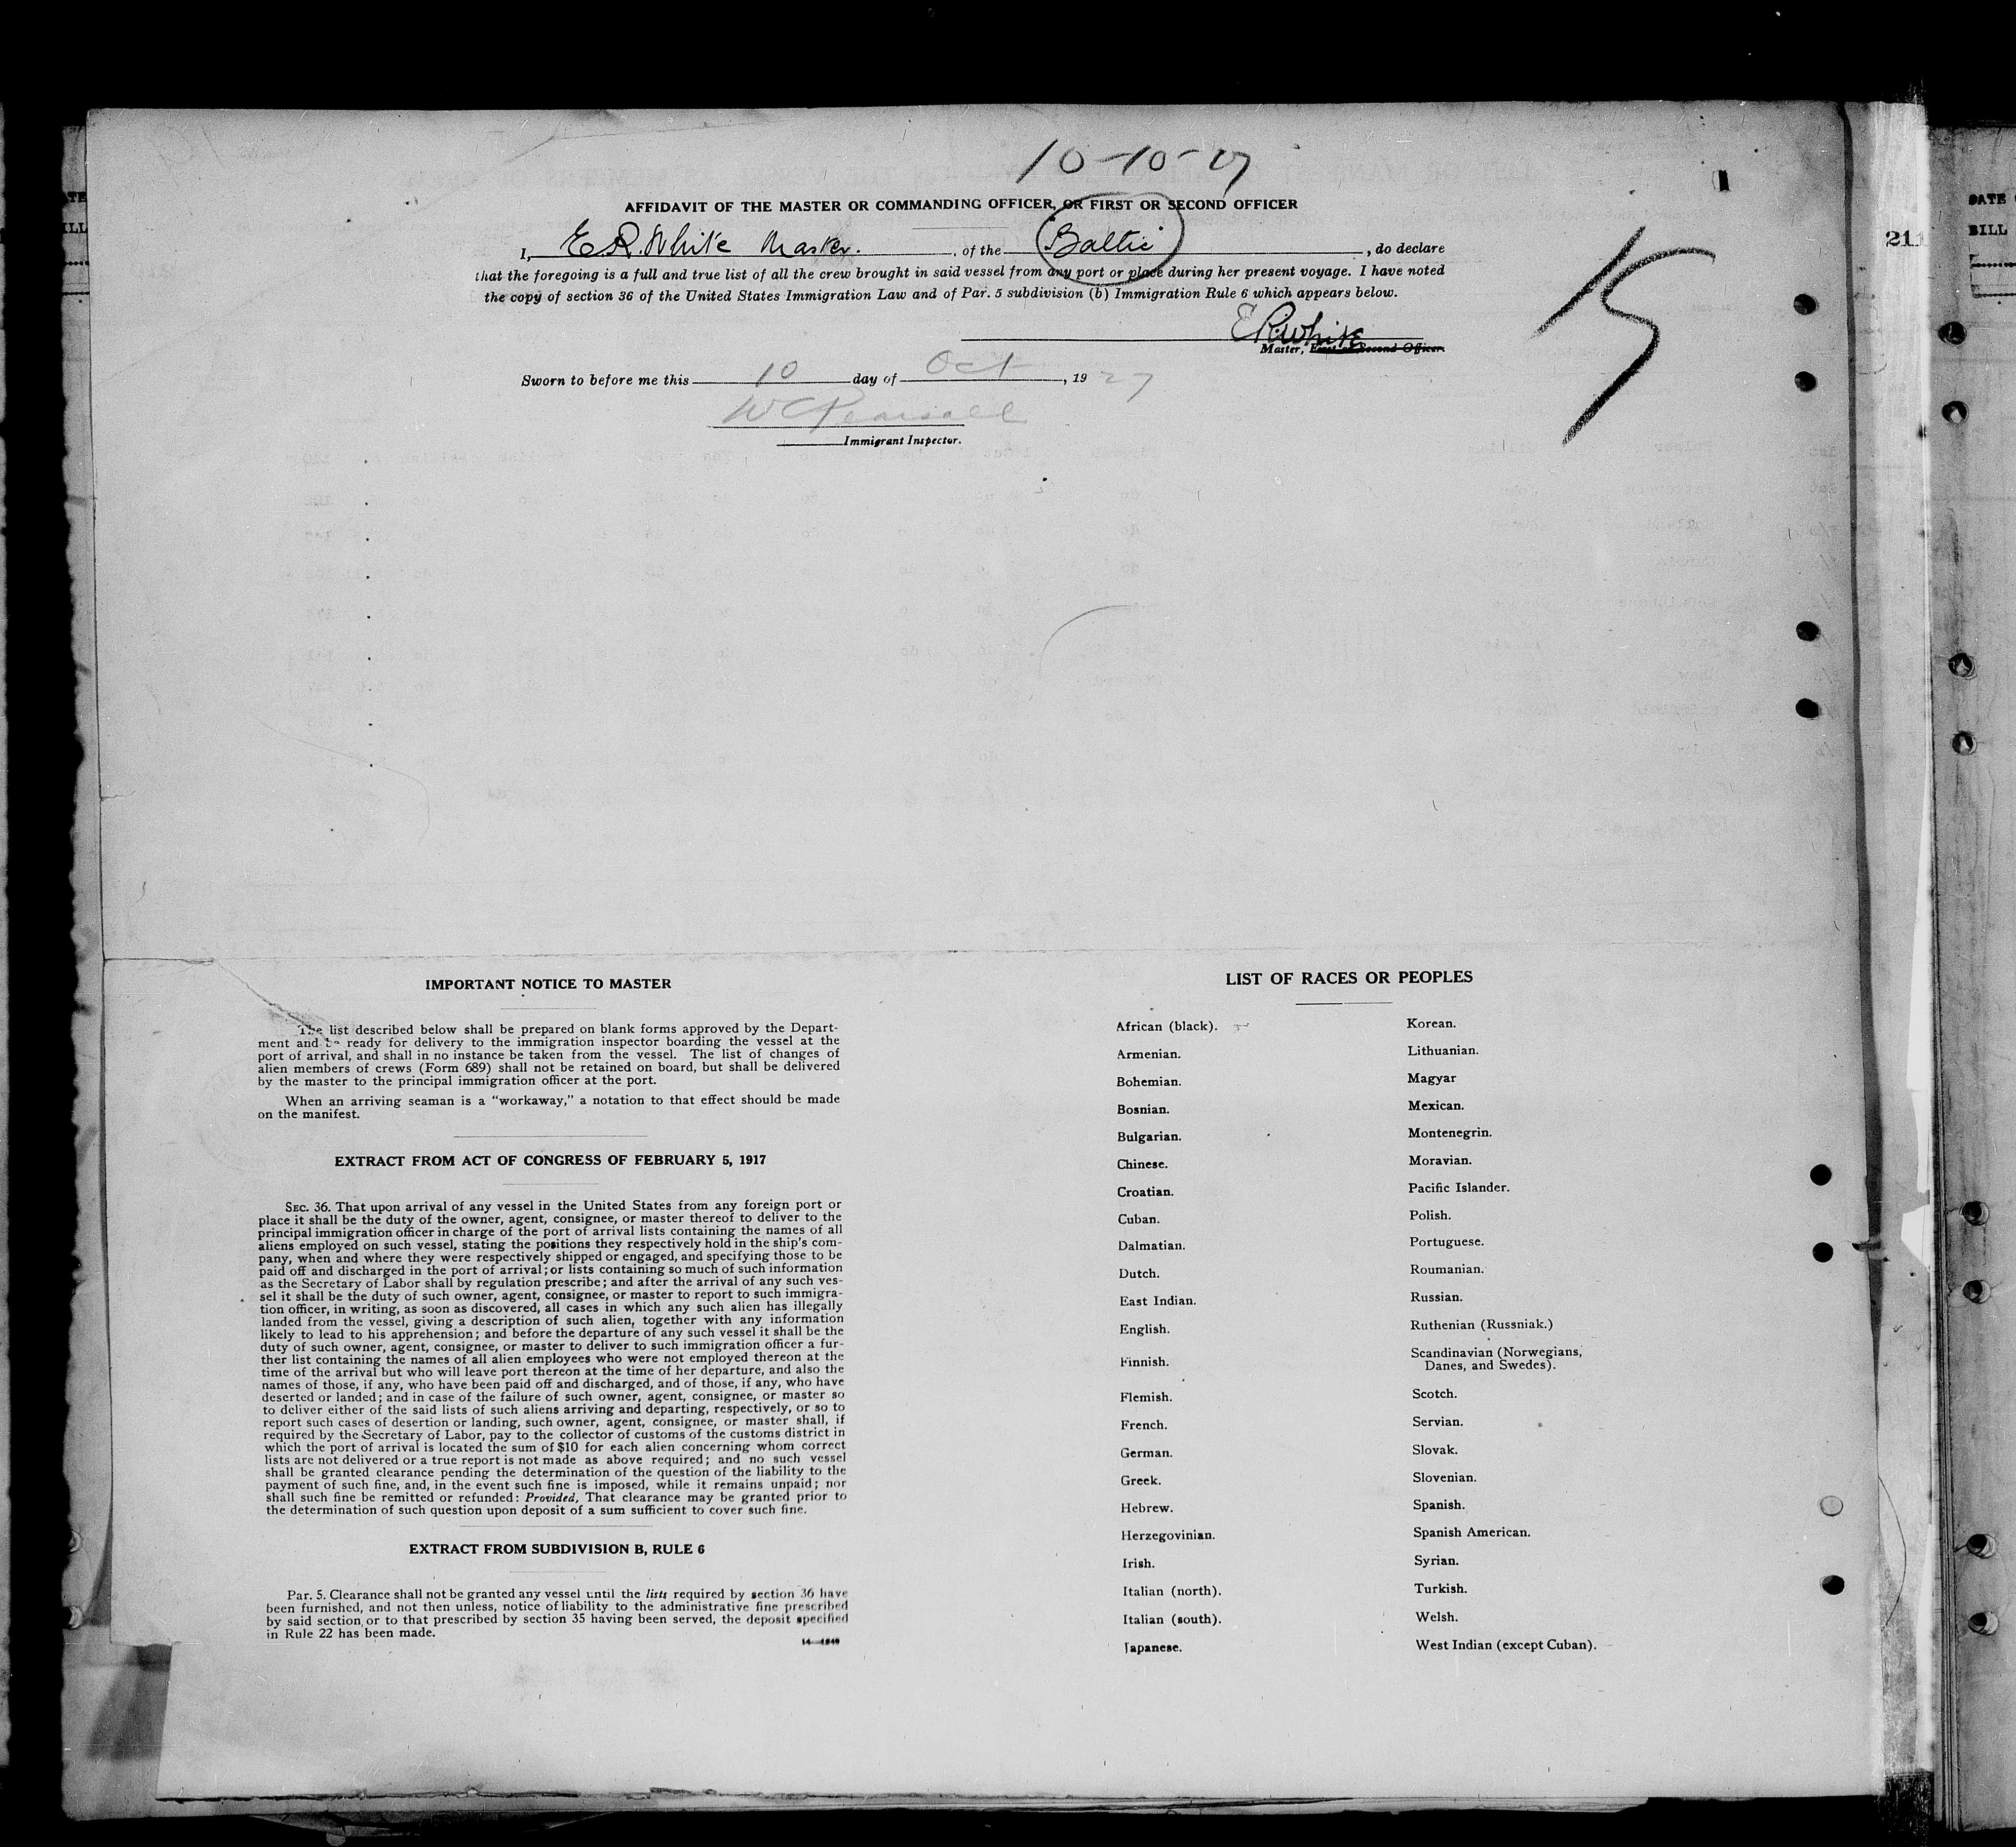 10-10-27
AFFIDAVIT OF THE MASTER OR COMMANDING OFFICER, OR FIRST OR SECOND OFFICER
I, E.R. White Master. , of the Baltic , do declare
that the foregoing is a full and true list of all the crew brought in said vessel from any port or place during her present voyage. I have noted
the copy of section 36 of the United States Immigration Law and of Par. 5 subdivision (b) Immigration Rule 6 which appears below.
E R White
Master, First or Second Officer.
Sworn to before me this 10 day of Oct , 19 27
W C Pearsall
Immigrant Inspector.
15
211
DATE
BILL
IMPORTANT NOTICE TO MASTER
The list described below shall be prepared on blank forms approved by the Depart-
ment and be ready for delivery to the immigration inspector boarding the vessel at the
port of arrival, and shall in no instance be taken from the vessel. The list of changes of
alien members of crews (Form 689) shall not be retained on board, but shall be delivered
by the master to the principal immigration officer at the port.
When an arriving seaman is a "workaway," a notation to that effect should be made
on the manifest.
EXTRACT FROM ACT OF CONGRESS OF FEBRUARY 5, 1917
SEC. 36. That upon arrival of any vessel in the United States from any foreign port or
place it shall be the duty of the owner, agent, consignee, or master thereof to deliver to the
principal immigration officer in charge of the port of arrival lists containing the names of all
aliens employed on such vessel, stating the positions they respectively hold in the ship's com-
pany, when and where they were respectively shipped or engaged, and specifying those to be
paid off and discharged in the port of arrival; or lists containing so much of such information
as the Secretary of Labor shall by regulation prescribe; and after the arrival of any such ves-
sel it shall be the duty of such owner, agent, consignee, or master to report to such immigra-
tion officer, in writing, as soon as discovered, all cases in which any such alien has illegally
landed from the vessel, giving a description of such alien, together with any information
likely to lead to his apprehension; and before the departure of any such vessel it shall be the
duty of such owner, agent, consignee, or master to deliver to such immigration officer a fur-
ther list containing the names of all alien employees who were not employed thereon at the
time of the arrival but who will leave port thereon at the time of her departure, and also the
names of those, if any, who have been paid off and discharged, and of those, if any, who have
deserted or landed; and in case of the failure of such owner, agent, consignee, or master so
to deliver either of the said lists of such aliens arriving and departing, respectively, or so to
report such cases of desertion or landing, such owner, agent, consignee, or master shall, if
required by the Secretary of Labor, pay to the collector of customs of the customs district in
which the port of arrival is located the sum of $10 for each alien concerning whom correct
lists are not delivered or a true report is not made as above required; and no such vessel
shall be granted clearance pending the determination of the question of the liability to the
payment of such fine, and, in the event such fine is imposed, while it remains unpaid; nor
shall such fine be remitted or refunded: Provided, That clearance may be granted prior to
the determination of such question upon deposit of a sum sufficient to cover such fine.
EXTRACT FROM SUBDIVISION B, RULE 6
Par. 5. Clearance shall not be granted any vessel until the lists required by section 36 have
been furnished, and not then unless, notice of liability to the administrative fine prescribed
by said section or to that prescribed by section 35 having been served, the deposit specified
in Rule 22 has been made.
LIST OF RACES OR PEOPLES
African (black).
Armenian.
Bohemian.
Bosnian.
Bulgarian.
Chinese.
Croatian.
Cuban.
Dalmatian.
Dutch.
East Indian.
English.
Finnish.
Flemish.
French.
German.
Greek.
Hebrew.
Herzegovinian.
Irish.
Italian (north).
Italian (south).
Japanese.
Korean.
Lithuanian.
Magyar
Mexican.
Montenegrin.
Moravian.
Pacific Islander.
Polish.
Portuguese.
Roumanian.
Russian.
Ruthenian (Russniak.)
Scandinavian (Norwegians,
Danes, and Swedes).
Scotch.
Servian.
Slovak.
Slovenian.
Spanish.
Spanish American.
Syrian.
Turkish.
Welsh.
West Indian (except Cuban).